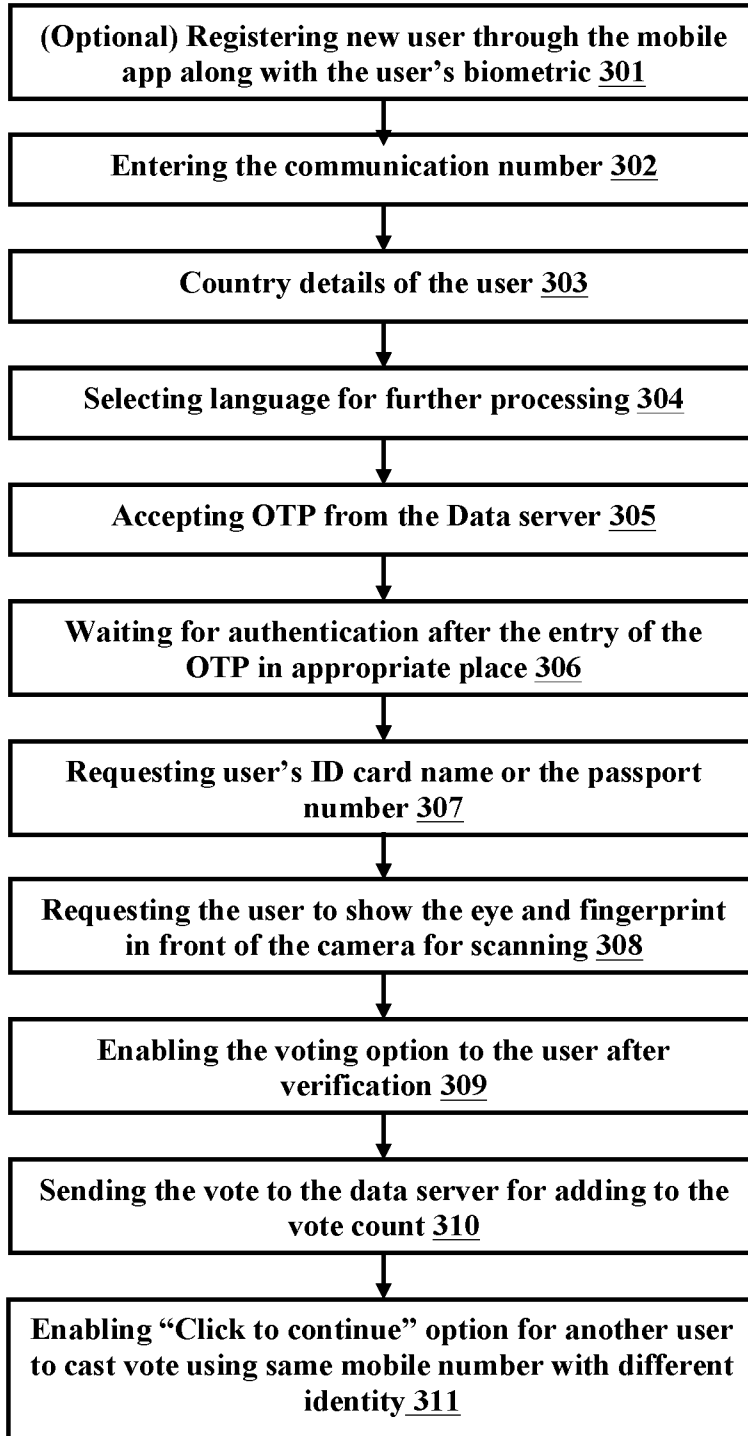 (Optional) Registering new user through the mobile
app along with the user's biometric 301
Entering the communication number 302
Country details of the user 303
Selecting language for further processing 304
Accepting OTP from the Data server 305
Waiting for authentication after the entry of the
OTP in appropriate place 306
Requesting user's ID card name or the passport
number 307
Requesting the user to show the eye and fingerprint
in front of the camera for scanning 308
Enabling the voting option to the user after
verification 309
Sending the vote to the data server for adding to the
vote count 310
Enabling “Click to continue” option for another user
to cast vote using same mobile number with different
identity 311